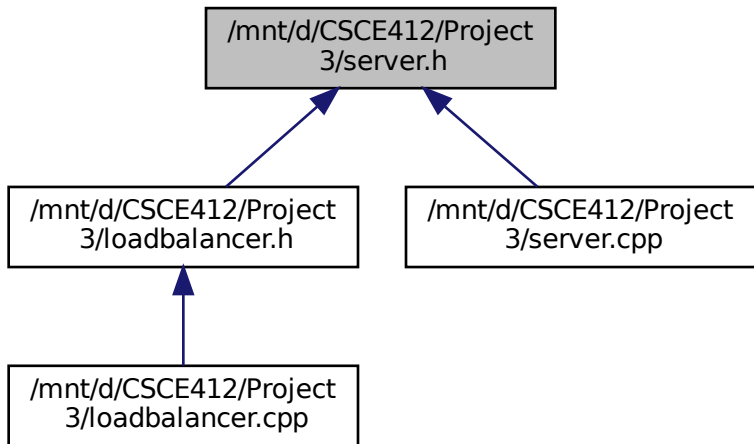 /mnt/d/CSCE412/Project
3/server.h
/mnt/d/CSCE412/Project
3/loadbalancer.h
/mnt/d/CSCE412/Project
3/server.cpp
/mnt/d/CSCE412/Project
3/loadbalancer.cpp